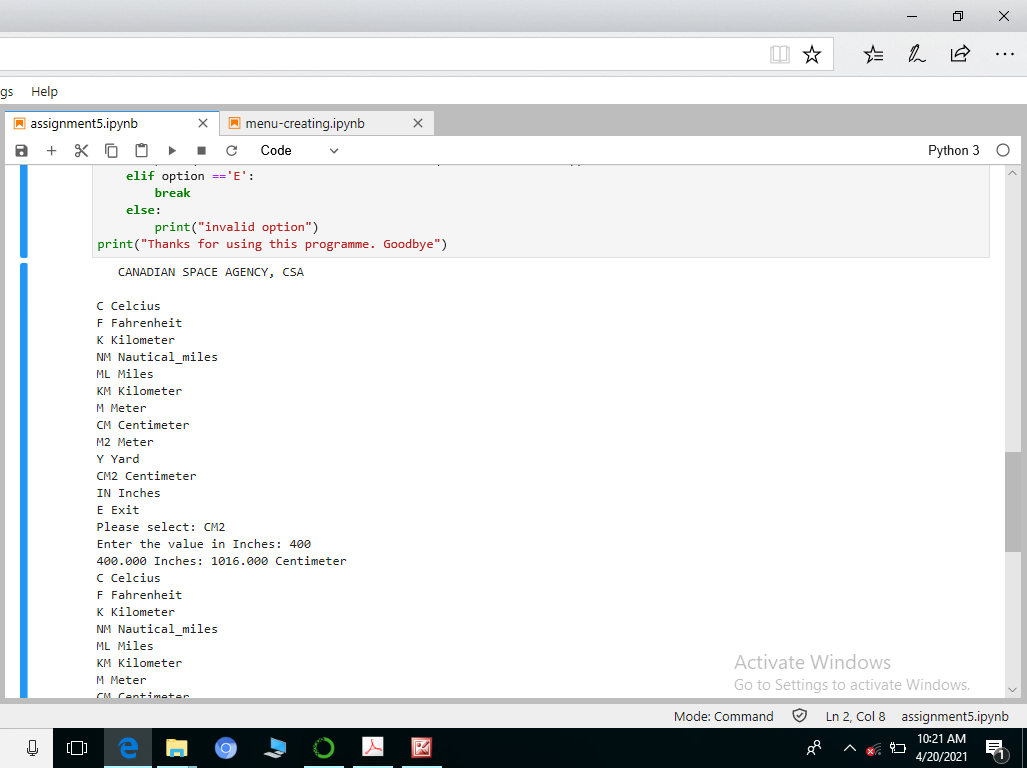 gs Help
assignment5.ipynb menu-creating.ipynb
Code Python 3
elif option =='E':
break
else:
print("invalid option")
print("Thanks for using this programme. Goodbye")
CANADIAN SPACE AGENCY, CSA
C Celcius
F Fahrenheit
K Kilometer
NM Nautical_miles
ML Miles
KM Kilometer
M Meter
CM Centimeter
M2 Meter
Y Yard
CM2 Centimeter
IN Inches
E Exit
Please select: CM2
Enter the value in Inches: 400
400.000 Inches: 1016.000 Centimeter
C Celcius
F Fahrenheit
K Kilometer
NM Nautical_miles
ML Miles
KM Kilometer
M Meter
CM Centimeter
Activate Windows
Go to Settings to activate Windows.
Mode: Command Ln 2, Col 8 assignment5.ipynb
10:21 AM
4/20/2021
1